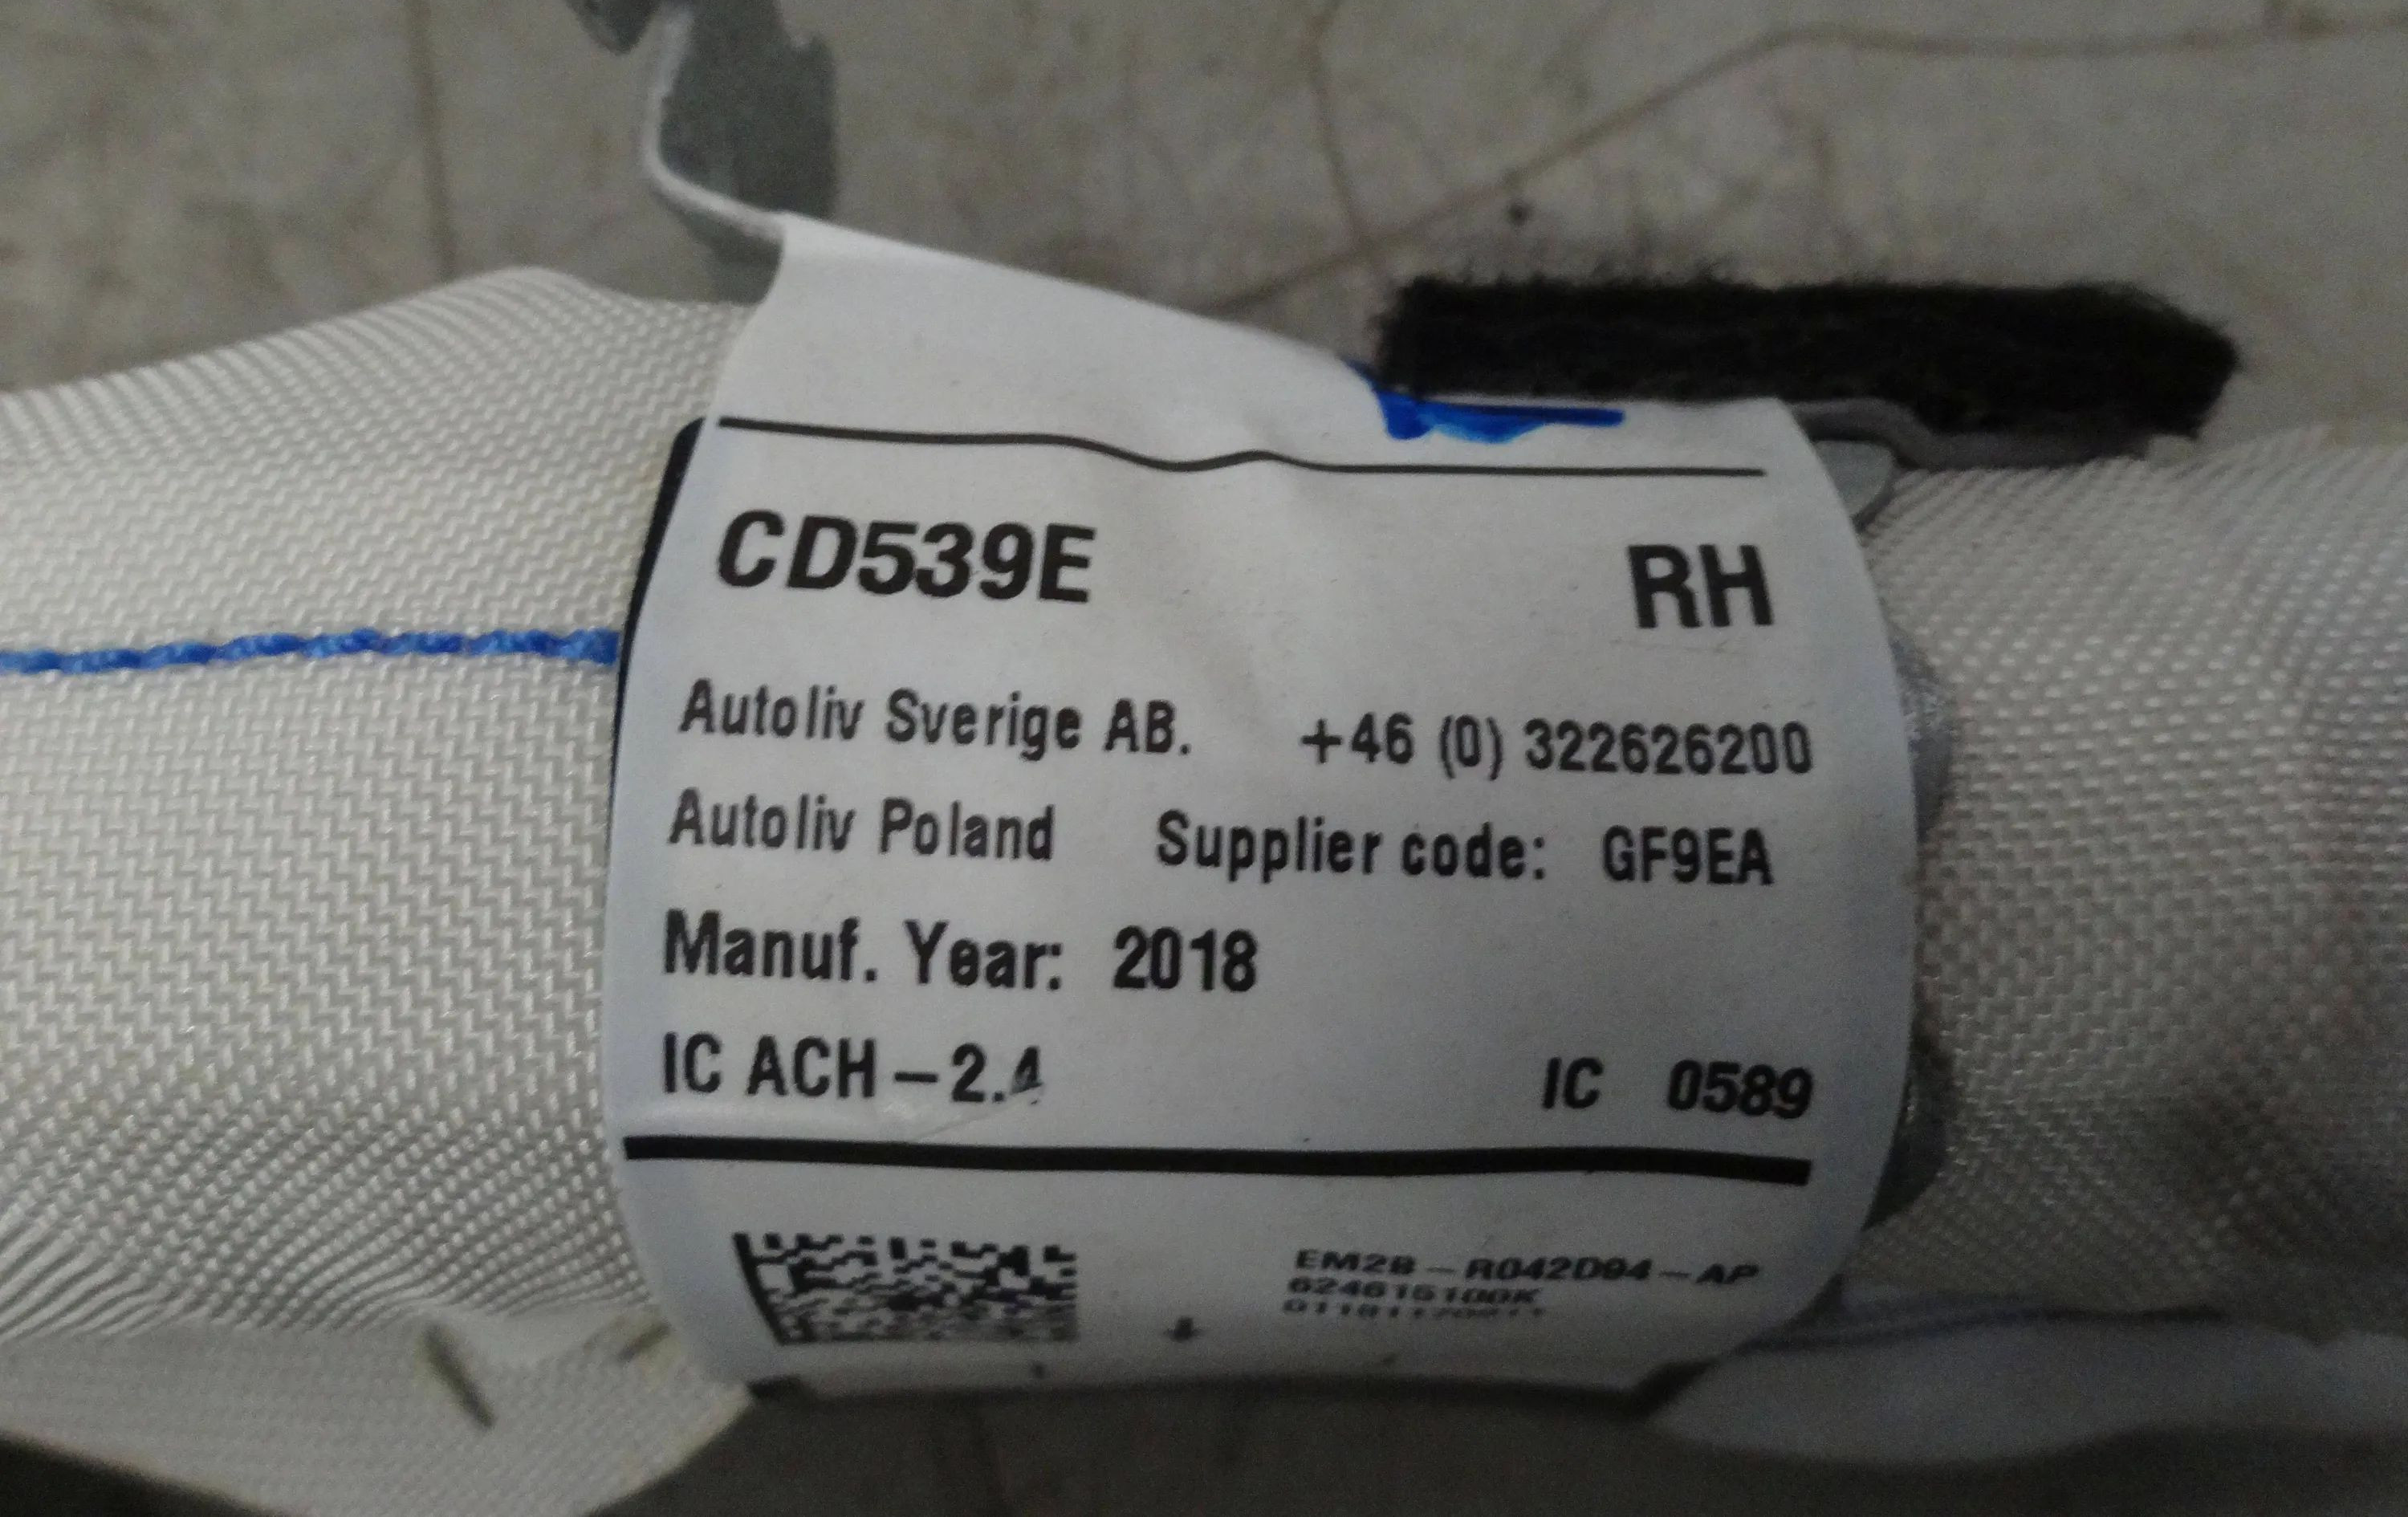 CD539E RH
Autoliv Sverige AB. +46 (0) 322626200
Autoliv Poland Supplier code: GF9EA
Manuf. Year: 2018
IC ACH-2.4 IC 0589
EM2B-R042D94-AP
624615100K